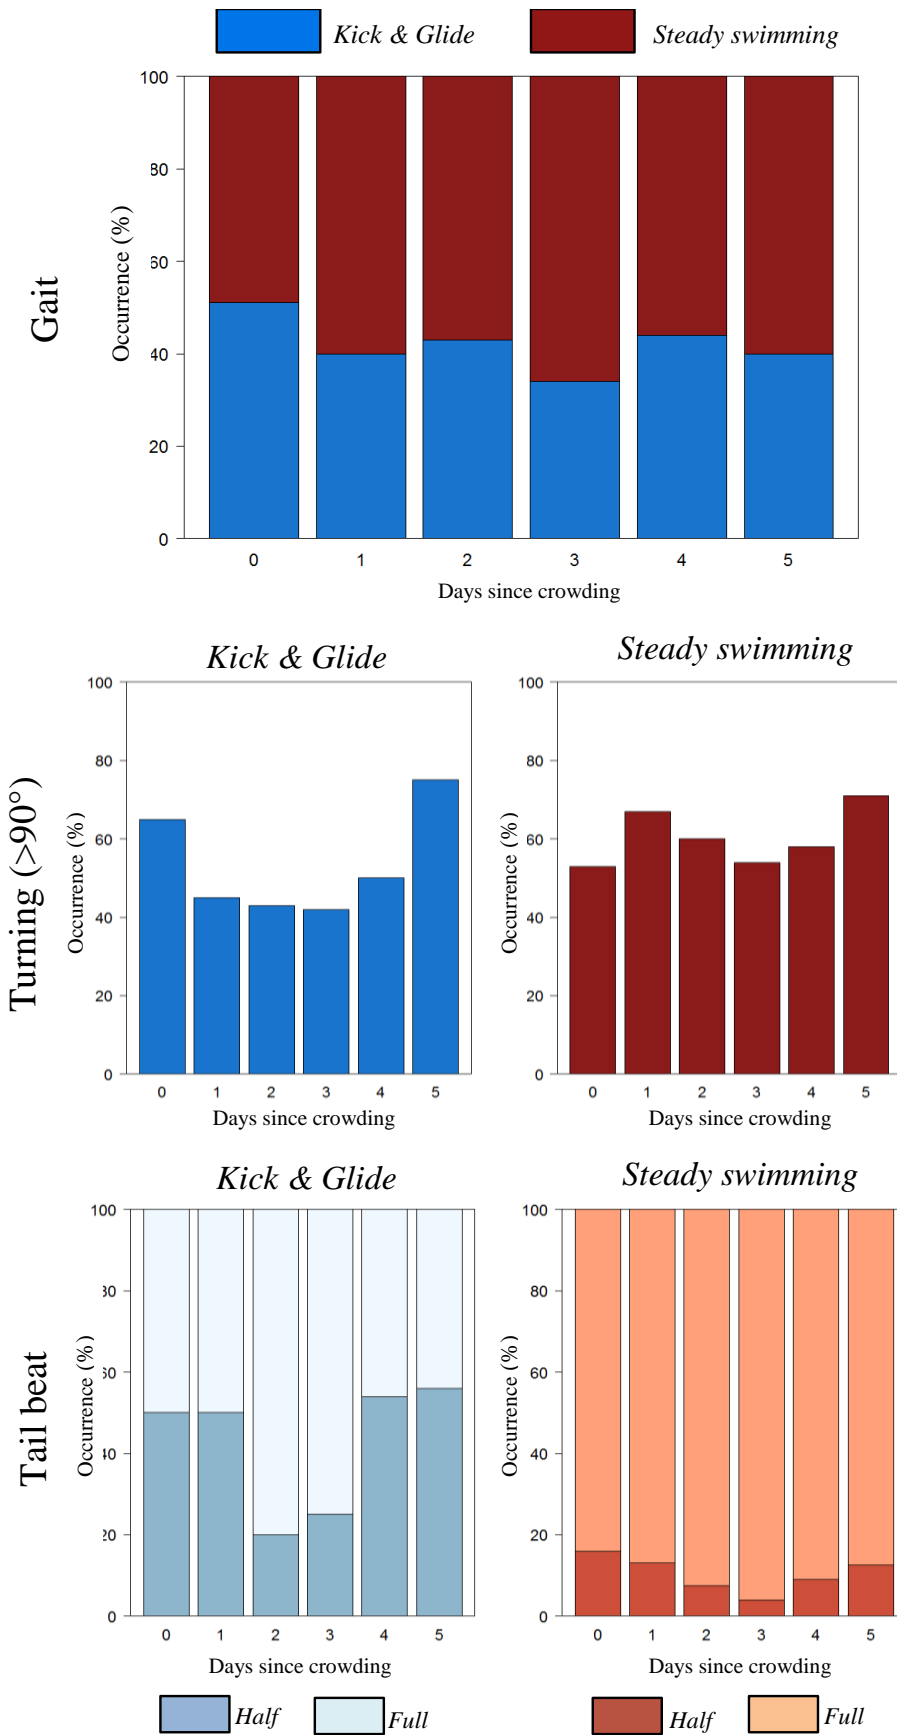 Kick & Glide Steady swimming
Gait
Occurrence (%)
100
80
60
40
20
0
0 1 2 3 4 5
Days since crowding
Turning (>90°)
Kick & Glide
Occurrence (%)
100
80
60
40
20
0
0 1 2 3 4 5
Days since crowding
Steady swimming
Occurrence (%)
100
80
60
40
20
0
0 1 2 3 4 5
Days since crowding
Tail beat
Kick & Glide
Occurrence (%)
100
80
60
40
20
0
0 1 2 3 4 5
Days since crowding
Half Full
Steady swimming
Occurrence (%)
100
80
60
40
20
0
0 1 2 3 4 5
Days since crowding
Half Full